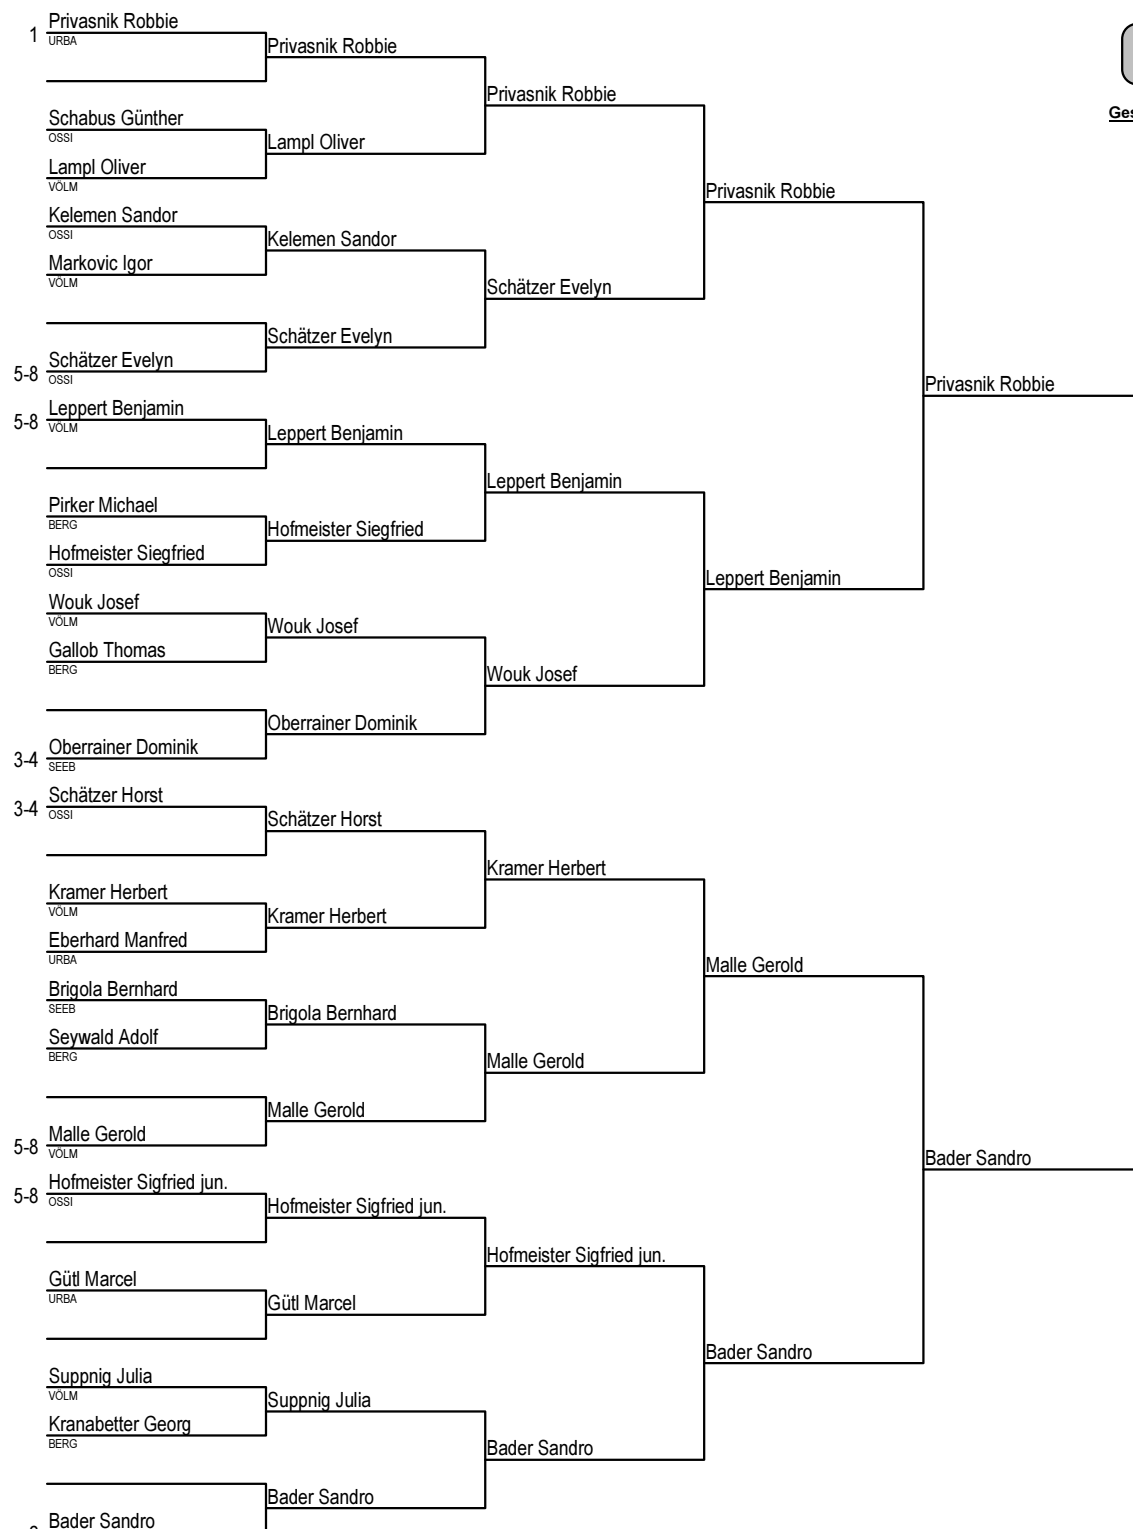 Privasnik Robbie
1
URBA
Privasnik Robbie
Privasnik Robbie
Ges
Schabus Günther
OSSI
Lampl Oliver
Lampl Oliver
VÖLM
Privasnik Robbie
Kelemen Sandor
OSSI
Kelemen Sandor
Markovic Igor
VÖLM
Schätzer Evelyn
Schätzer Evelyn
Schätzer Evelyn
5-8
OSSI
Privasnik Robbie
Leppert Benjamin
5-8
VÖLM
Leppert Benjamin
Leppert Benjamin
Pirker Michael
BERG
Hofmeister Siegfried
Hofmeister Siegfried
OSSI
Leppert Benjamin
Wouk Josef
VÖLM
Wouk Josef
Gallob Thomas
BERG
Wouk Josef
Oberrainer Dominik
Oberrainer Dominik
3-4
SEEB
Schätzer Horst
3-4
OSSI
Schätzer Horst
Kramer Herbert
Kramer Herbert
VÖLM
Kramer Herbert
Eberhard Manfred
URBA
Malle Gerold
Brigola Bernhard
SEEB
Brigola Bernhard
Seywald Adolf
BERG
Malle Gerold
Malle Gerold
Malle Gerold
5-8
VÖLM
Bader Sandro
Hofmeister Sigfried jun.
5-8
OSSI
Hofmeister Sigfried jun.
Hofmeister Sigfried jun.
Gütl Marcel
URBA
Gütl Marcel
Bader Sandro
Suppnig Julia
VÖLM
Suppnig Julia
Kranabetter Georg
BERG
Bader Sandro
Bader Sandro
Bader Sandro